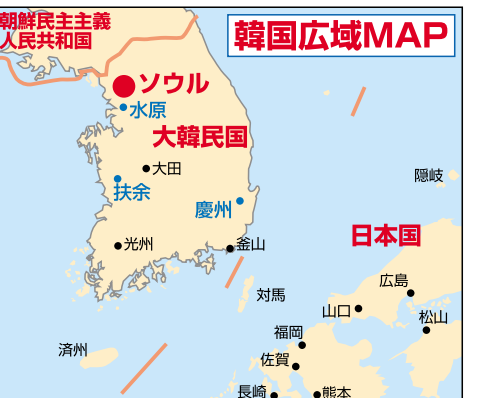 朝鮮民主主義
人民共和国
韓国広域MAP
ソウル
水原
大韓民国
大田
扶余
隠岐
慶州
日本国
光州
釜山
広島
対馬
山口
松山
福岡
済州
佐賀
長崎
熊本